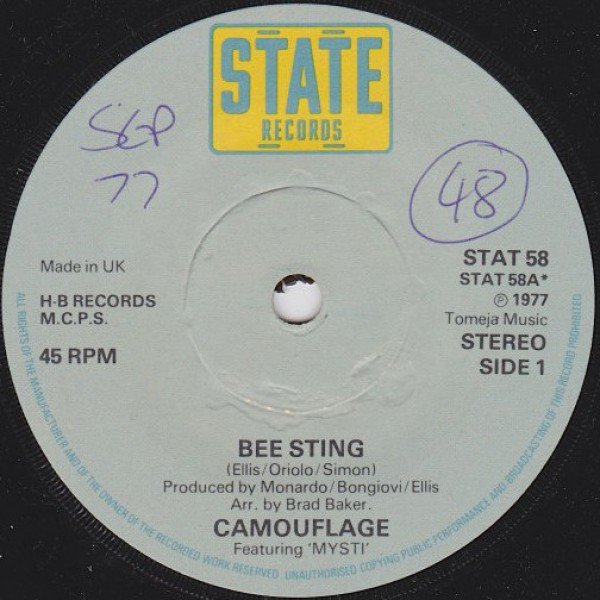 STATE
RECORDS
SEP
77
48
Made in UK
H-B RECORDS
M.C.P.S.
45 RPM
STAT 58
STAT 58A*
℗ 1977
Tomeja Music
STEREO
SIDE 1
BEE STING
(Ellis/Oriolo/Simon)
Produced by Monardo/Bongiovi/Ellis
Arr. by Brad Baker.
CAMOUFLAGE
Featuring 'MYSTI'
ALL RIGHTS OF THE MANUFACTURER AND OF THE OWNER OF THE RECORDED WORK RESERVED UNAUTHORISED COPYING PUBLIC PERFORMANCE AND BROADCASTING OF THIS RECORD PROHIBITED